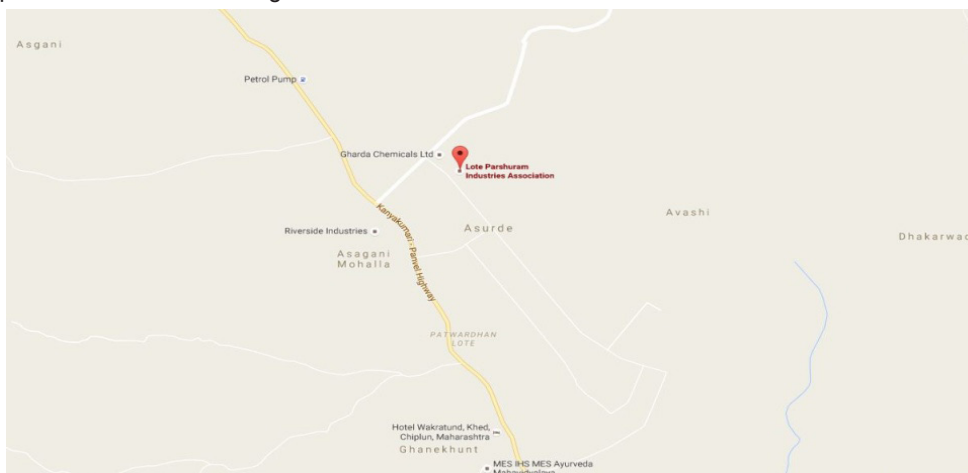 Asgani
Petrol Pump
Gharda Chemicals Ltd
Lote Parshuram
Industries Association
Avashi
Asurde
Dhakarwad
Riverside Industries
Kanyakumari - Panvel Highway
Asagani
Mohalla
PATWARDHAN
LOTE
Hotel Wakratund, Khed,
Chiplun, Maharashtra
Ghanekhunt
MES IHS MES Ayurveda